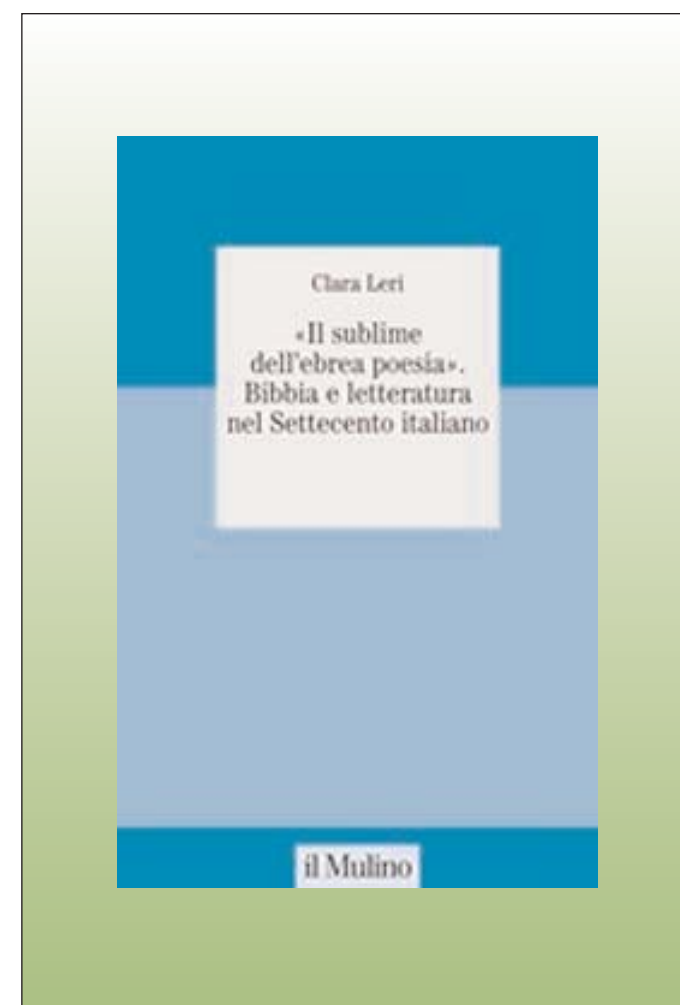 Clara Leri
«Il sublime
dell'ebrea poesia».
Bibbia e letteratura
nel Settecento italiano
il Mulino